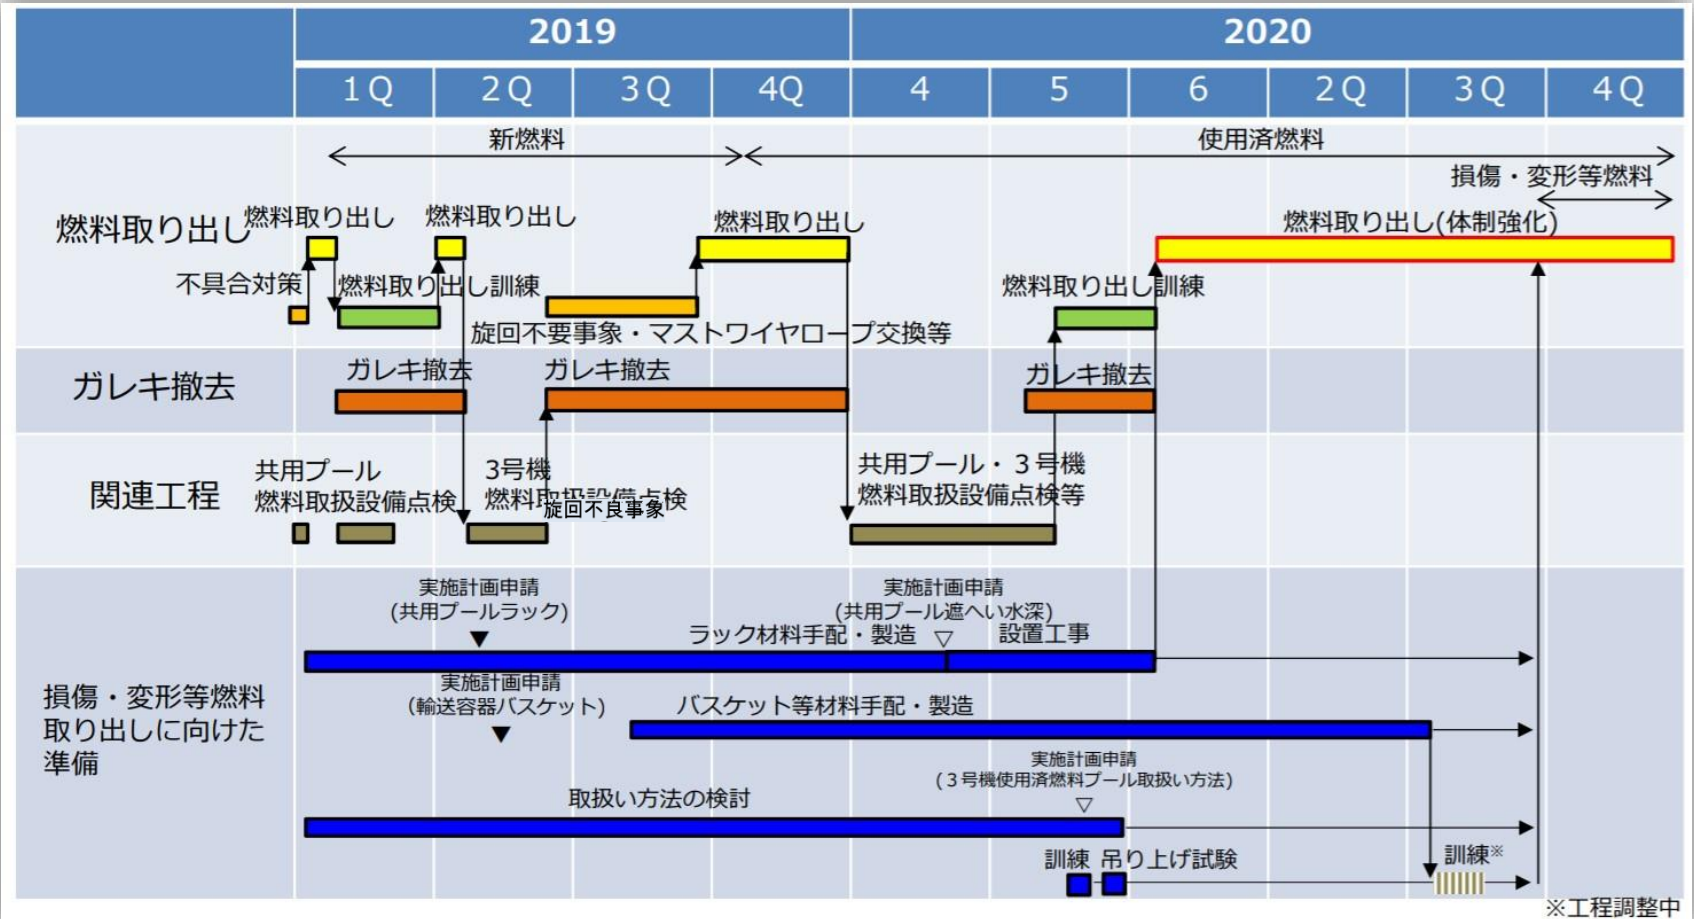 2019
2020
1Q
2Q
3Q
4Q
4
5
6
2Q
3Q
4Q
新燃料
使用済燃料
損傷・変形等燃料
燃料取り出し
燃料取り出し
燃料取り出し
燃料取り出し
燃料取り出し(体制強化)
不具合対策
燃料取り出し訓練
燃料取り出し訓練
旋回不要事象・マストワイヤロープ交換等
ガレキ撤去
ガレキ撤去
ガレキ撤去
ガレキ撤去
関連工程
共用プール
燃料取扱設備点検
3号機
燃料取扱設備点検
旋回不良事象
共用プール・３号機
燃料取扱設備点検等
損傷・変形等燃料
取り出しに向けた
準備
実施計画申請
(共用プールラック)
▼
実施計画申請
(共用プール遮へい水深)
ラック材料手配・製造
▽
設置工事
実施計画申請
(輸送容器バスケット)
▼
バスケット等材料手配・製造
実施計画申請
(３号機使用済燃料プール取扱い方法)
▽
取扱い方法の検討
訓練
吊り上げ試験
訓練※
※工程調整中